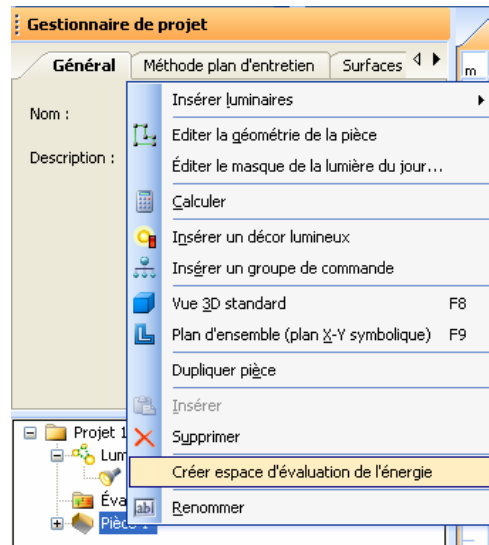 Gestionnaire de projet
Général Méthode plan d'entretien Surfaces
m
Nom :
Description :
Insérer luminaires
Editer la géométrie de la pièce
Éditer le masque de la lumière du jour...
Calculer
Insérer un décor lumineux
Insérer un groupe de commande
Vue 3D standard F8
Plan d'ensemble (plan X-Y symbolique) F9
Dupliquer pièce
Insérer
Supprimer
Créer espace d'évaluation de l'énergie
Renommer
Projet 1
Lum
Éva
Pièce 1